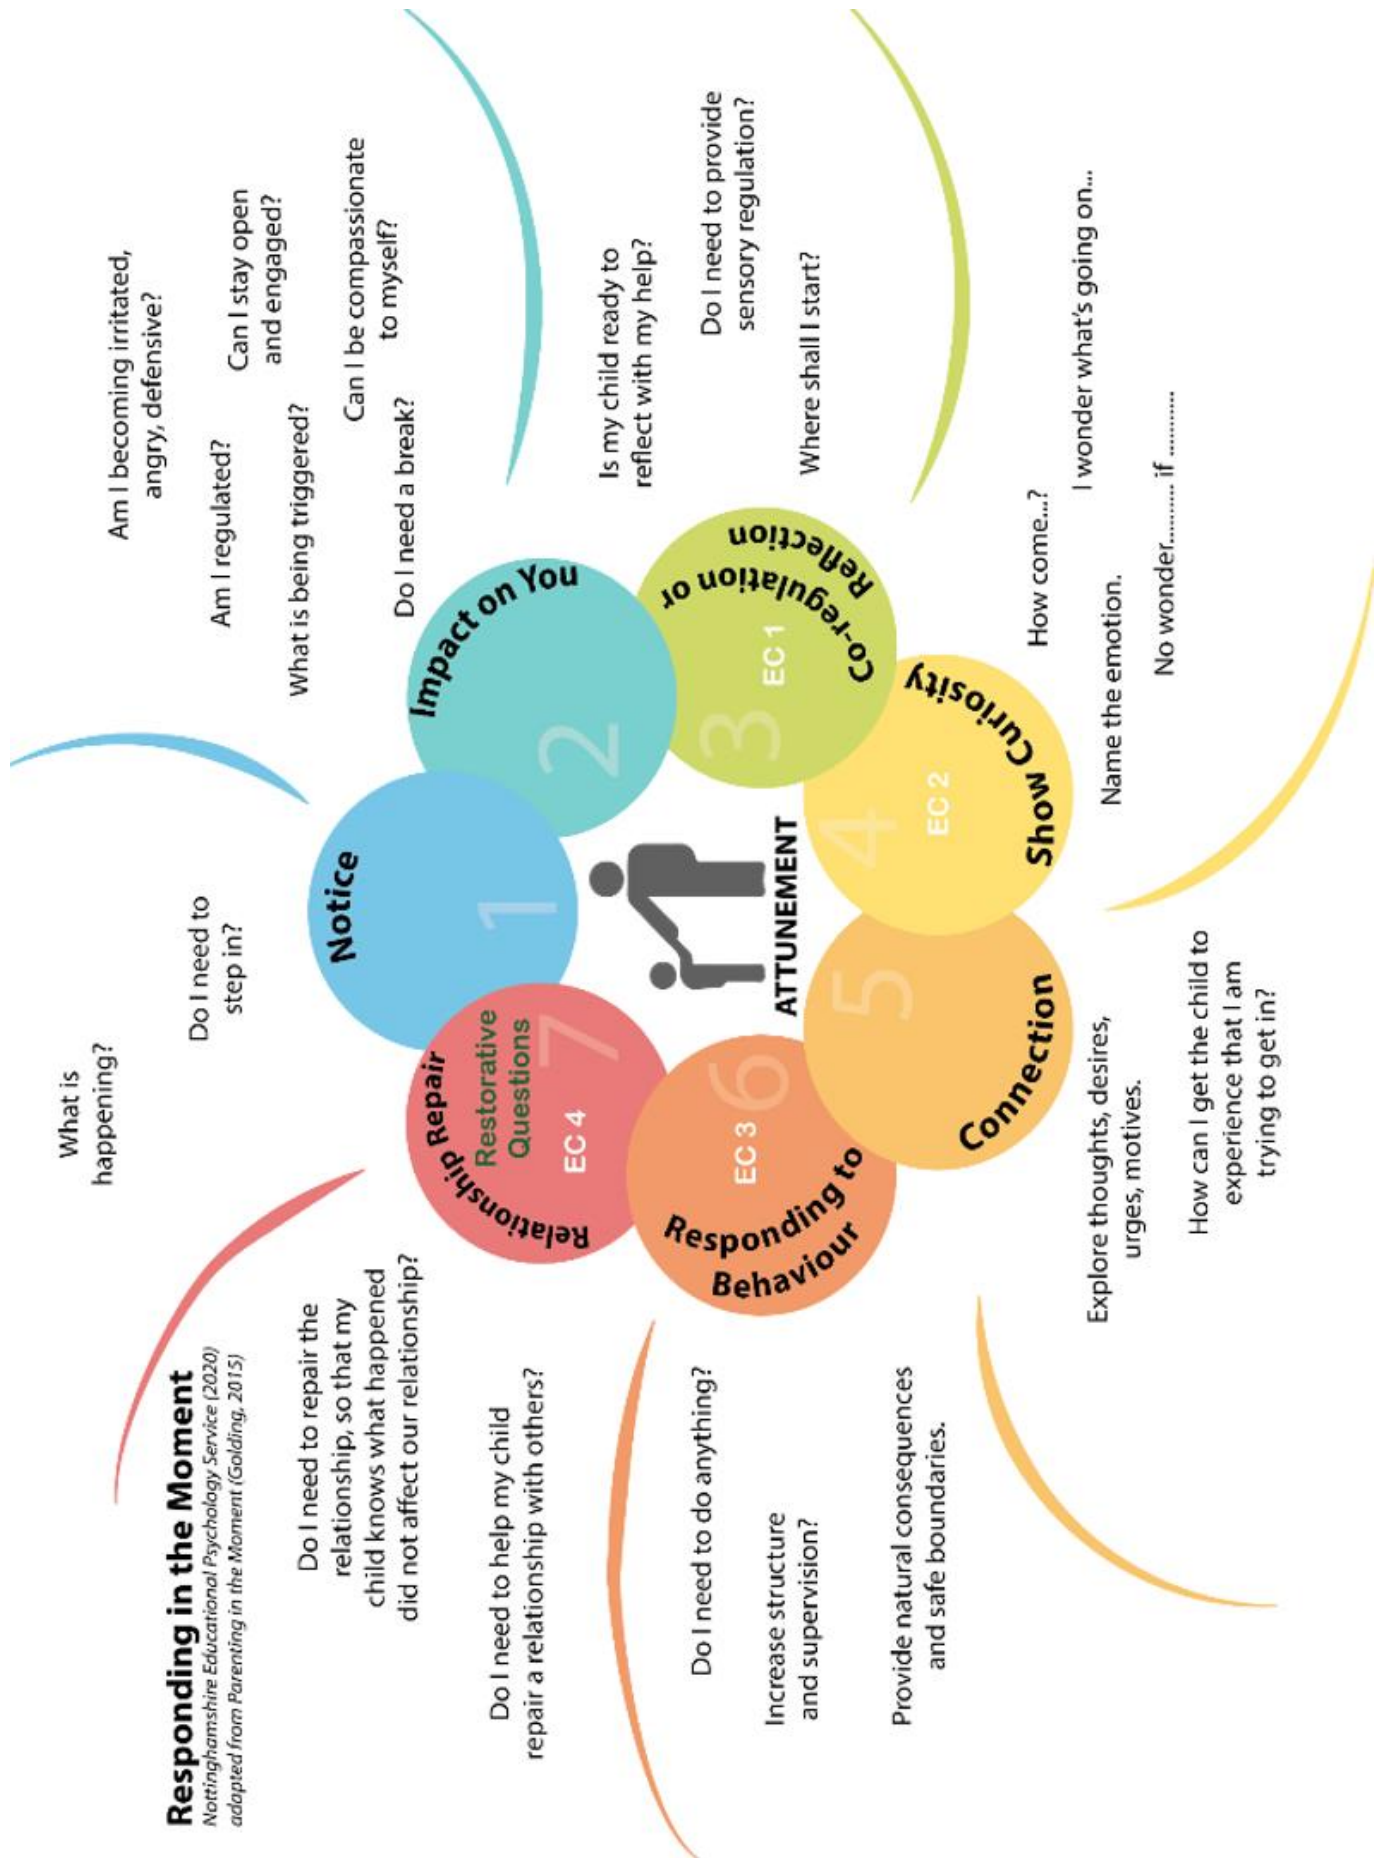 Responding in the Moment
Nottinghamshire Educational Psychology Service (2020)
adapted from Parenting in the Moment (Golding, 2015)
What is
happening?
Do I need to
step in?
Notice
1
Am I becoming irritated,
angry, defensive?
Am I regulated?
Can I stay open
and engaged?
What is being triggered?
Can I be compassionate
to myself?
Do I need a break?
Impact on You
2
Is my child ready to
reflect with my help?
Do I need to provide
sensory regulation?
Where shall I start?
Co-regulation or
Reflection
EC 1
3
How come...?
I wonder what's going on...
Name the emotion.
No wonder.......... if ............
Show Curiosity
EC 2
4
Explore thoughts, desires,
urges, motives.
How can I get the child to
experience that I am
trying to get in?
Connection
5
Do I need to do anything?
Increase structure
and supervision?
Provide natural consequences
and safe boundaries.
Responding to
Behaviour
EC 3
6
Do I need to repair the
relationship, so that my
child knows what happened
did not affect our relationship?
Do I need to help my child
repair a relationship with others?
Relationship Repair
Restorative
Questions
EC 4
7
ATTUNEMENT